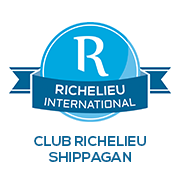 R
RICHELIEU
INTERNATIONAL
CLUB RICHELIEU
SHIPPAGAN